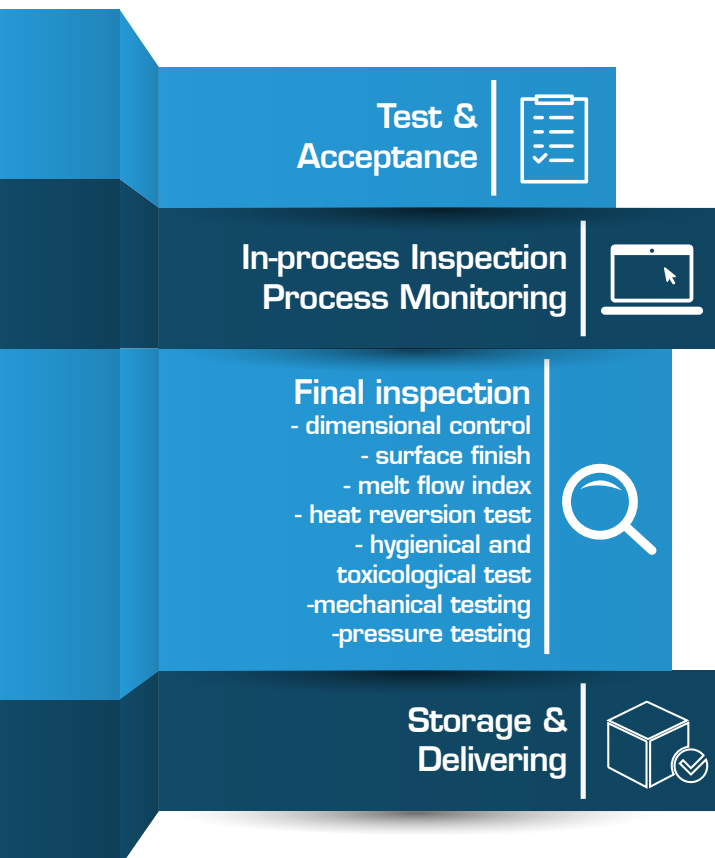 Test &
Acceptance
In-process Inspection
Process Monitoring
Final inspection
- dimensional control
- surface finish
- melt flow index
- heat reversion test
- hygienical and
toxicological test
-mechanical testing
-pressure testing
Storage &
Delivering